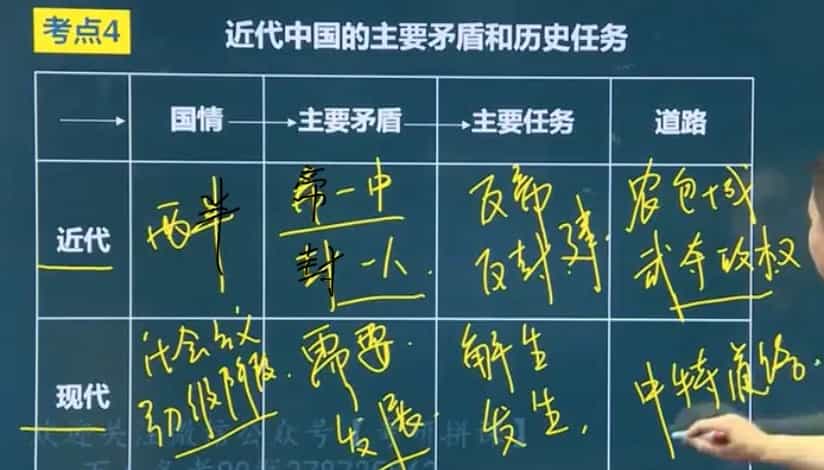 考点4
近代中国的主要矛盾和历史任务
国情 主要矛盾 主要任务 道路
近代
两半
帝一中
封一人
反帝
反封建
农包城
武夺政权
现代
社会主义
初级阶段
需要
发展
解生
发生
中特道路